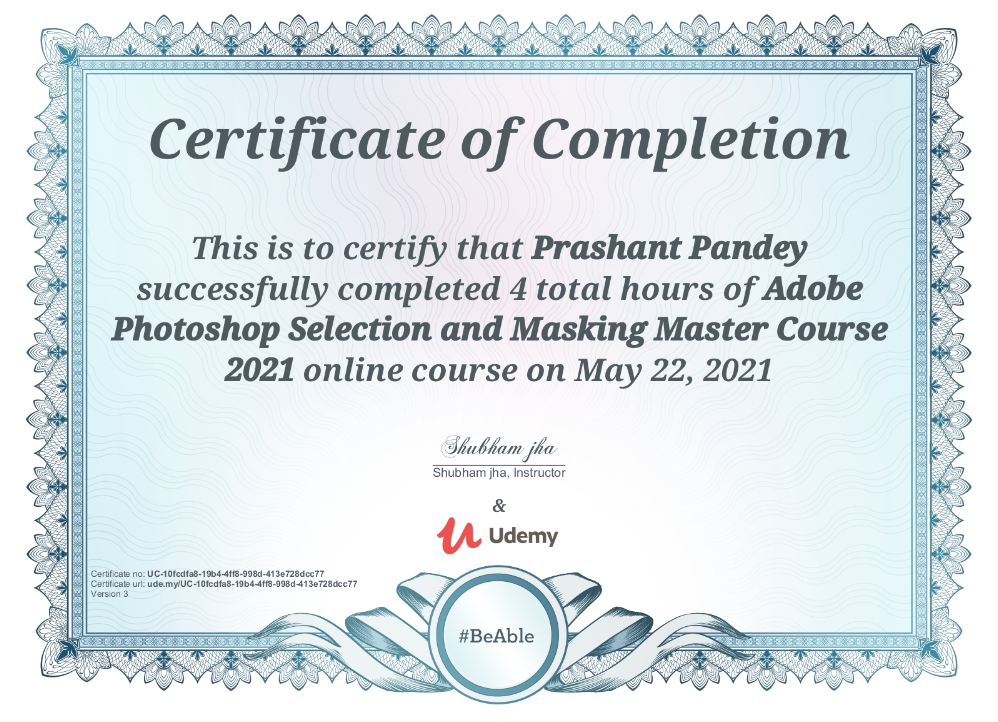 Certificate of Completion
This is to certify that Prashant Pandey
successfully completed 4 total hours of Adobe
Photoshop Selection and Masking Master Course
2021 online course on May 22, 2021
Shubham jha
Shubham jha, Instructor
&
Udemy
Certificate no: UC-10fcdfa8-19b4-4ff8-998d-413e728dcc77
Certificate url: ude.my/UC-10fcdfa8-19b4-4ff8-998d-413e728dcc77
Version 3
#BeAble